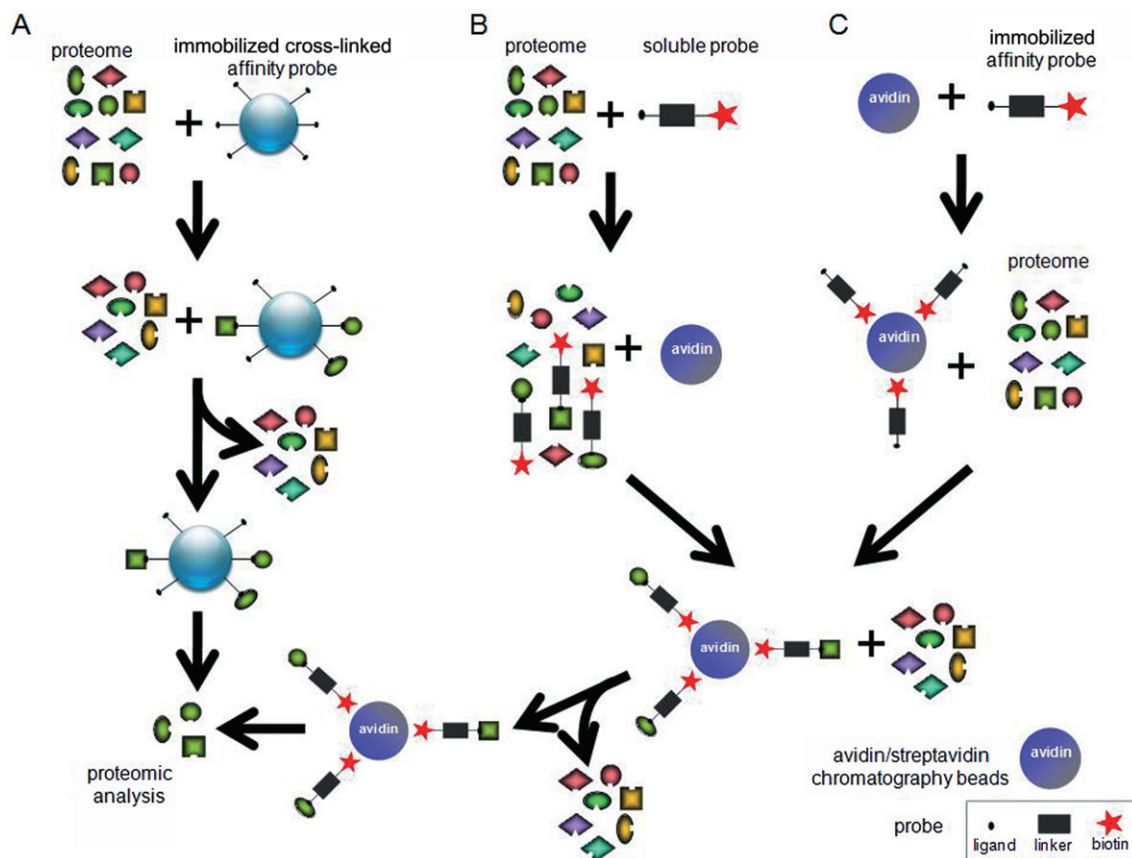 A
proteome
immobilized cross-linked
affinity probe
B
proteome
soluble probe
C
immobilized
affinity probe
avidin
proteome
avidin
avidin
avidin
avidin
proteomic
analysis
avidin/streptavidin
chromatography beads
avidin
probe
ligand
linker
biotin